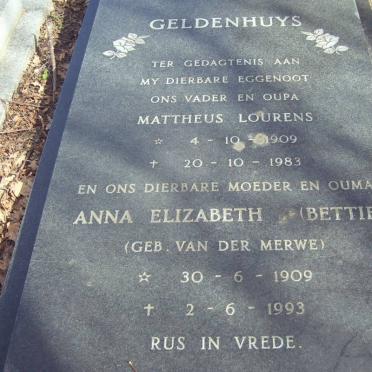 GELDENHUYS
TER GEDAGTENIS AAN
MY DIERBARE EGGENOOT
ONS VADER EN OUPA
MATTHEUS LOURENS
☆ 4 - 10 - 1909
† 20 - 10 - 1983
EN ONS DIERBARE MOEDER EN OUMA
ANNA ELIZABETH (BETTIE
(GEB. VAN DER MERWE)
☆ 30 - 6 - 1909
† 2 - 6 - 1993
RUS IN VREDE.